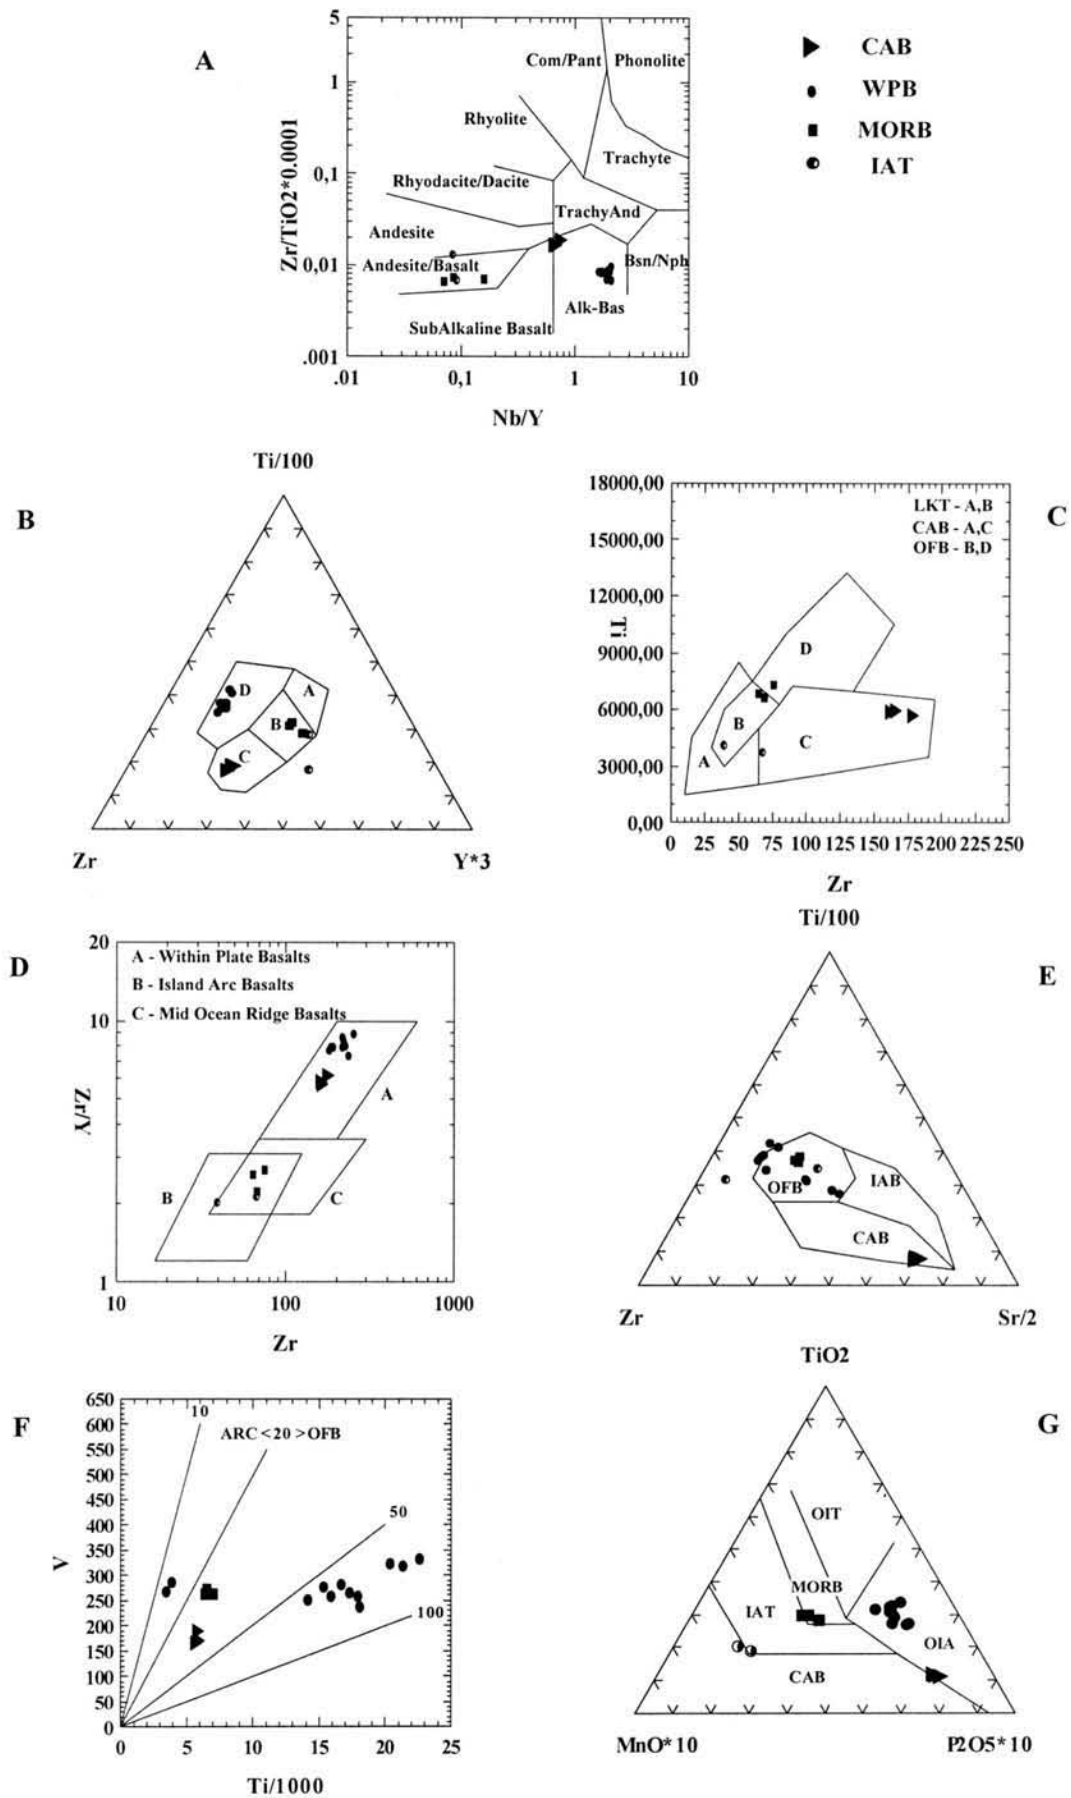 A
CAB
WPB
MORB
IAT
5
1
0,1
0,01
.001
Zr/TiO2*0.0001
Com/Pant Phonolite
Rhyolite
Trachyte
Rhyodacite/Dacite
TrachyAnd
Andesite
Andesite/Basalt
Bsn/Nph
Alk-Bas
SubAlkaline Basalt
.01 0,1 1 10
Nb/Y
B
Ti/100
D
A
B
C
Zr
Y*3
C
18000,00
15000,00
12000,00
9000,00
6000,00
3000,00
0,00
Ti
LKT - A,B
CAB - A,C
OFB - B,D
D
B
A
C
0 25 50 75 100 125 150 175 200 225 250
Zr
D
20
10
1
Zr/Y
A - Within Plate Basalts
B - Island Arc Basalts
C - Mid Ocean Ridge Basalts
A
B
C
10 100 1000
Zr
E
Ti/100
OFB
IAB
CAB
Zr
Sr/2
F
650
600
550
500
450
400
350
300
250
200
150
100
50
0
V
10
ARC<20>OFB
50
100
0 5 10 15 20 25
Ti/1000
G
TiO2
OIT
MORB
IAT
OIA
CAB
MnO*10
P2O5*10